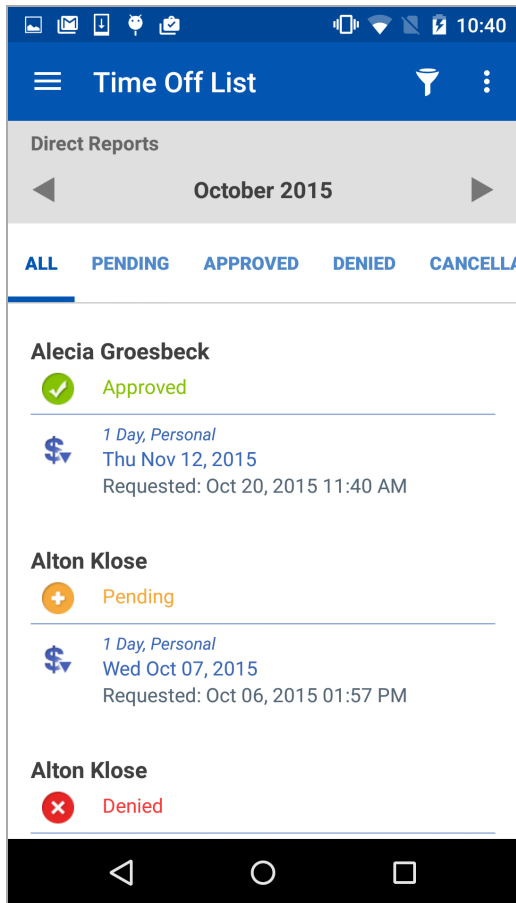 10:40
Time Off List
Direct Reports
October 2015
ALL PENDING APPROVED DENIED CANCELLA
Alecia Groesbeck
Approved
1 Day, Personal
Thu Nov 12, 2015
Requested: Oct 20, 2015 11:40 AM
Alton Klose
Pending
1 Day, Personal
Wed Oct 07, 2015
Requested: Oct 06, 2015 01:57 PM
Alton Klose
Denied